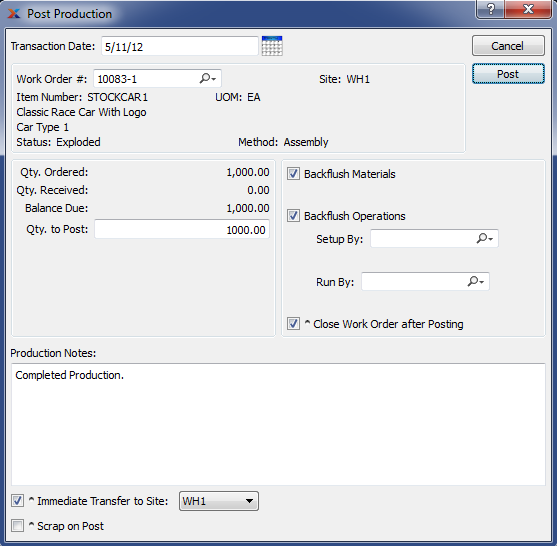 Post Production
Transaction Date: 5/11/12
Cancel
Work Order #: 10083-1
Site: WH1
Post
Item Number: STOCKCAR1
UOM: EA
Classic Race Car With Logo
Car Type 1
Status: Exploded
Method: Assembly
Qty. Ordered: 1,000.00
Qty. Received: 0.00
Balance Due: 1,000.00
Qty. to Post: 1000.00
Backflush Materials
Backflush Operations
Setup By:
Run By:
^ Close Work Order after Posting
Production Notes:
Completed Production.
^ Immediate Transfer to Site: WH1
^ Scrap on Post